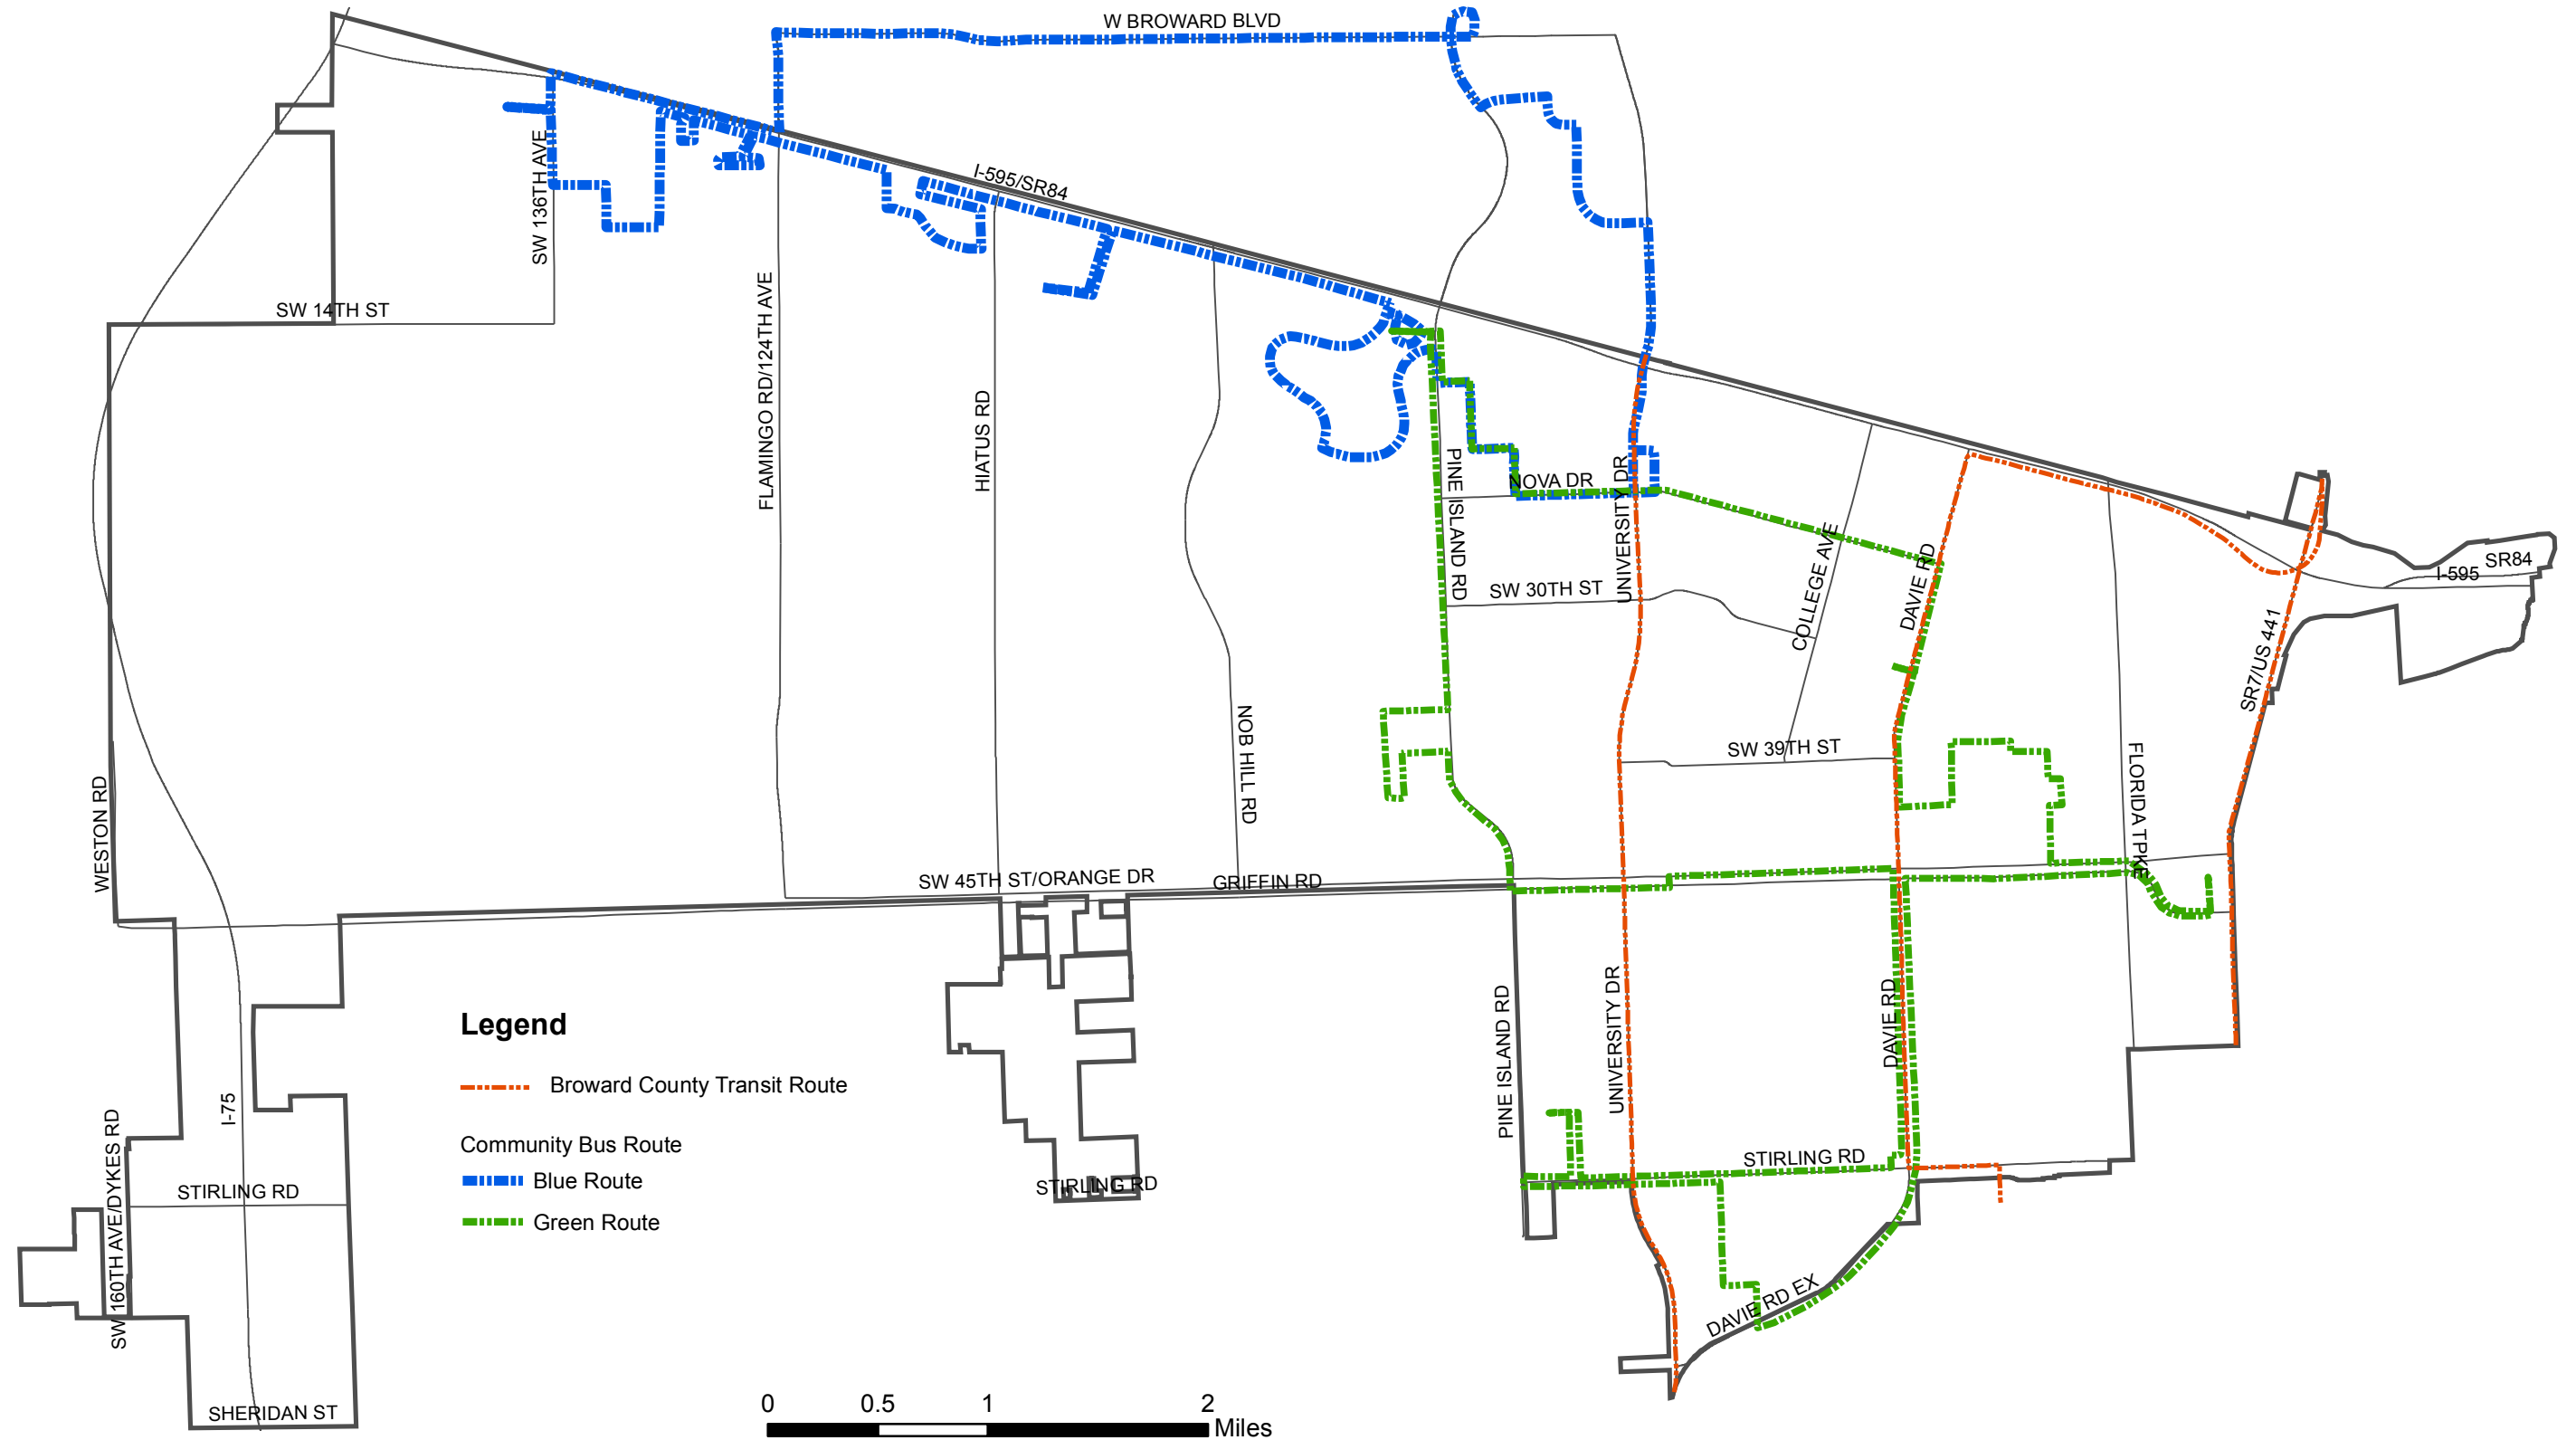 W BROWARD BLVD
I-595/SR84
SW 136TH AVE
SW 14TH ST
FLAMINGO RD/124TH AVE
HIATUS RD
PINE ISLAND RD
NOVA DR
UNIVERSITY DR
SW 30TH ST
COLLEGE AVE
DAVIE RD
SR84
I-595
SR7/US 441
NOB HILL RD
SW 39TH ST
FLORIDA TPKE
WESTON RD
SW 45TH ST/ORANGE DR
GRIFFIN RD
PINE ISLAND RD
UNIVERSITY DR
DAVIE RD
Legend
Broward County Transit Route
Community Bus Route
Blue Route
Green Route
I-75
SW 160TH AVE/DYKES RD
STIRLING RD
STIRLING RD
STIRLING RD
DAVIE RD EX
SHERIDAN ST
0 0.5 1 2
Miles